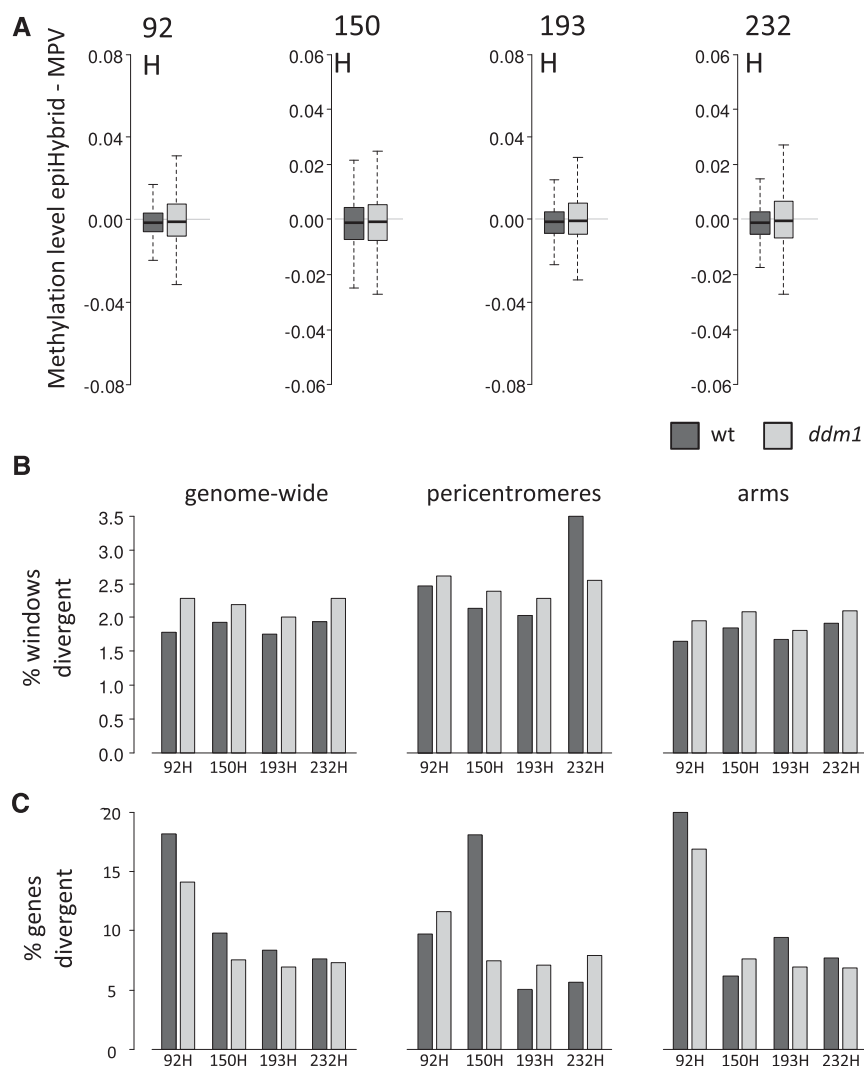 A
92 H
150 H
193 H
232 H
Methylation level epiHybrid - MPV
0.08
0.04
0.00
-0.04
-0.08
0.06
0.04
0.02
0.00
-0.02
-0.04
-0.06
0.08
0.04
0.00
-0.04
-0.08
0.06
0.04
0.02
0.00
-0.02
-0.04
-0.06
wt
ddm1
B
genome-wide
pericentromeres
arms
% windows divergent
3.5
3.0
2.5
2.0
1.5
1.0
0.5
0.0
92H 150H 193H 232H
92H 150H 193H 232H
92H 150H 193H 232H
C
% genes divergent
20
15
10
5
0
92H 150H 193H 232H
92H 150H 193H 232H
92H 150H 193H 232H